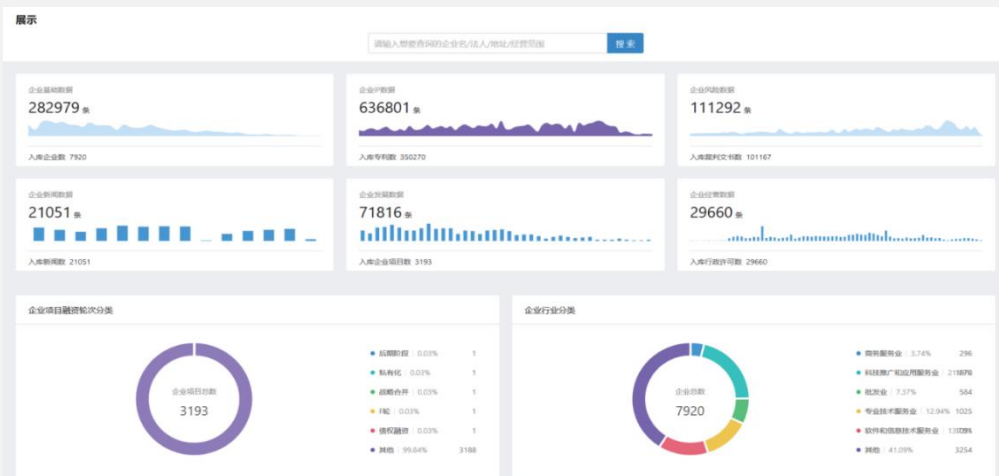 展示
请输入想要查询的企业名/法人/地址/经营范围
搜 索
企业基础数据
282979 条
入库企业数 7920
企业IP数据
636801 条
入库专利数 350270
企业风险数据
111292 条
入库裁判文书数 101167
企业新闻数据
21051 条
入库新闻数 21051
企业发展数据
71816 条
入库企业项目数 3193
企业经营数据
29660 条
入库行政许可数 29660
企业项目融资轮次分类
企业项目总数
3193
后期阶段 0.03% 1
私有化 0.03% 1
战略合并 0.03% 1
F轮 0.03% 1
债权融资 0.03% 1
其他 99.84% 3188
企业行业分类
企业总数
7920
商务服务业 3.74% 296
科技推广和应用服务业
批发业 7.37% 584
专业技术服务业 12.94% 1025
软件和信息技术服务业
其他 41.09% 3254